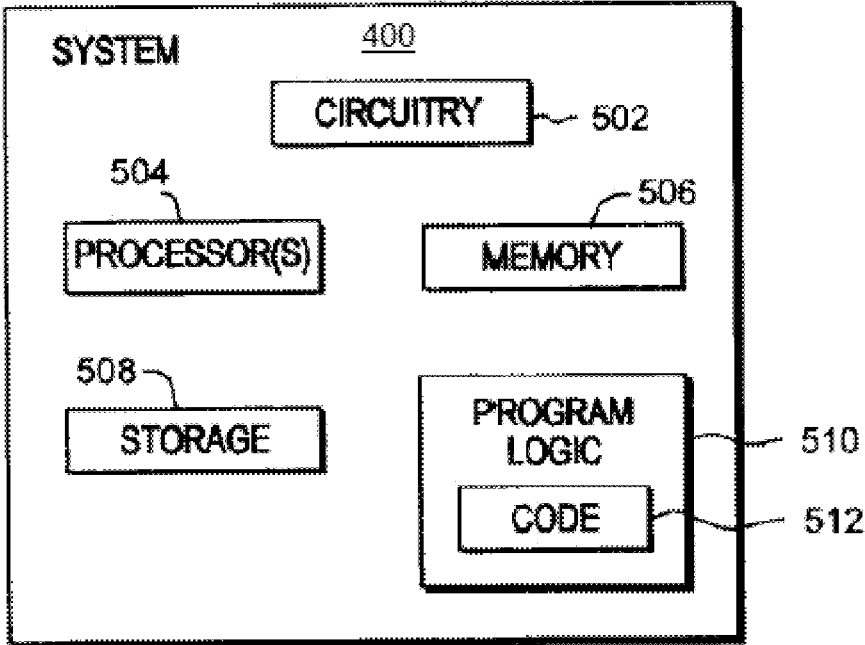 SYSTEM
400
CIRCUITRY
502
504
PROCESSOR(S)
506
MEMORY
508
STORAGE
PROGRAM
LOGIC
510
CODE
512